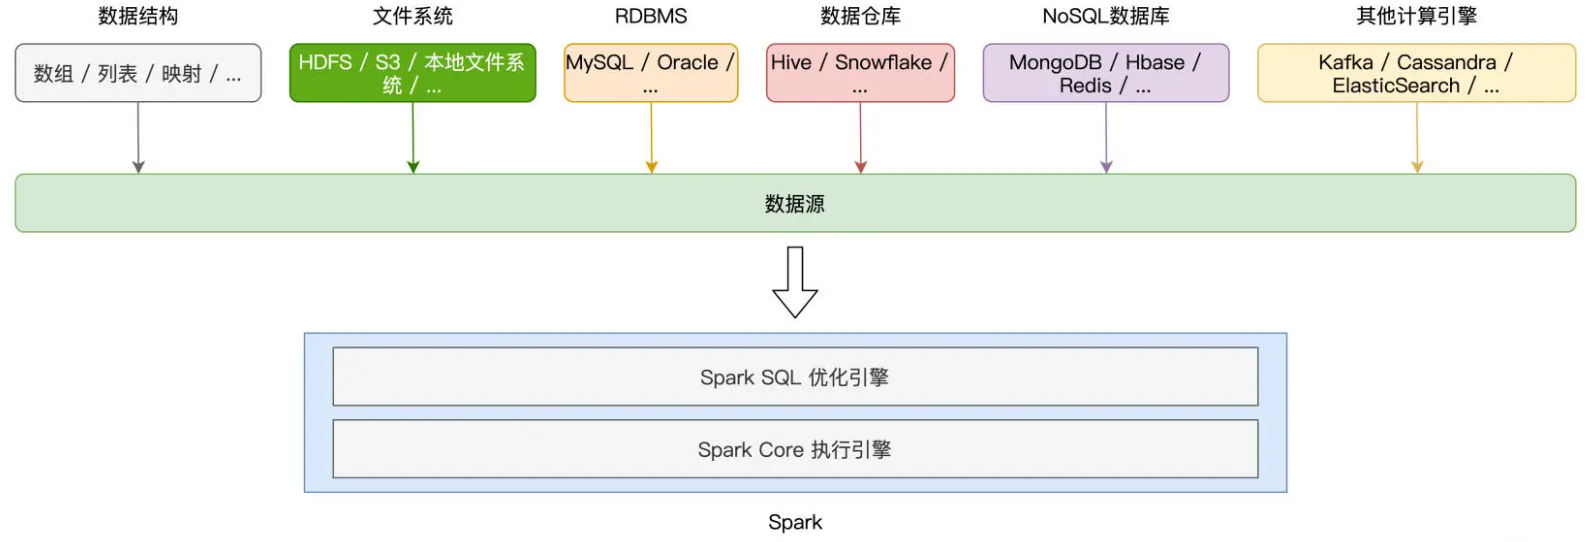 数据结构
文件系统
RDBMS
数据仓库
NoSQL数据库
其他计算引擎
数组 / 列表 / 映射 / ...
HDFS / S3 / 本地文件系
统 / ...
MySQL / Oracle /
...
Hive / Snowflake /
...
MongoDB / Hbase /
Redis / ...
Kafka / Cassandra /
ElasticSearch / ...
数据源
Spark SQL 优化引擎
Spark Core 执行引擎
Spark